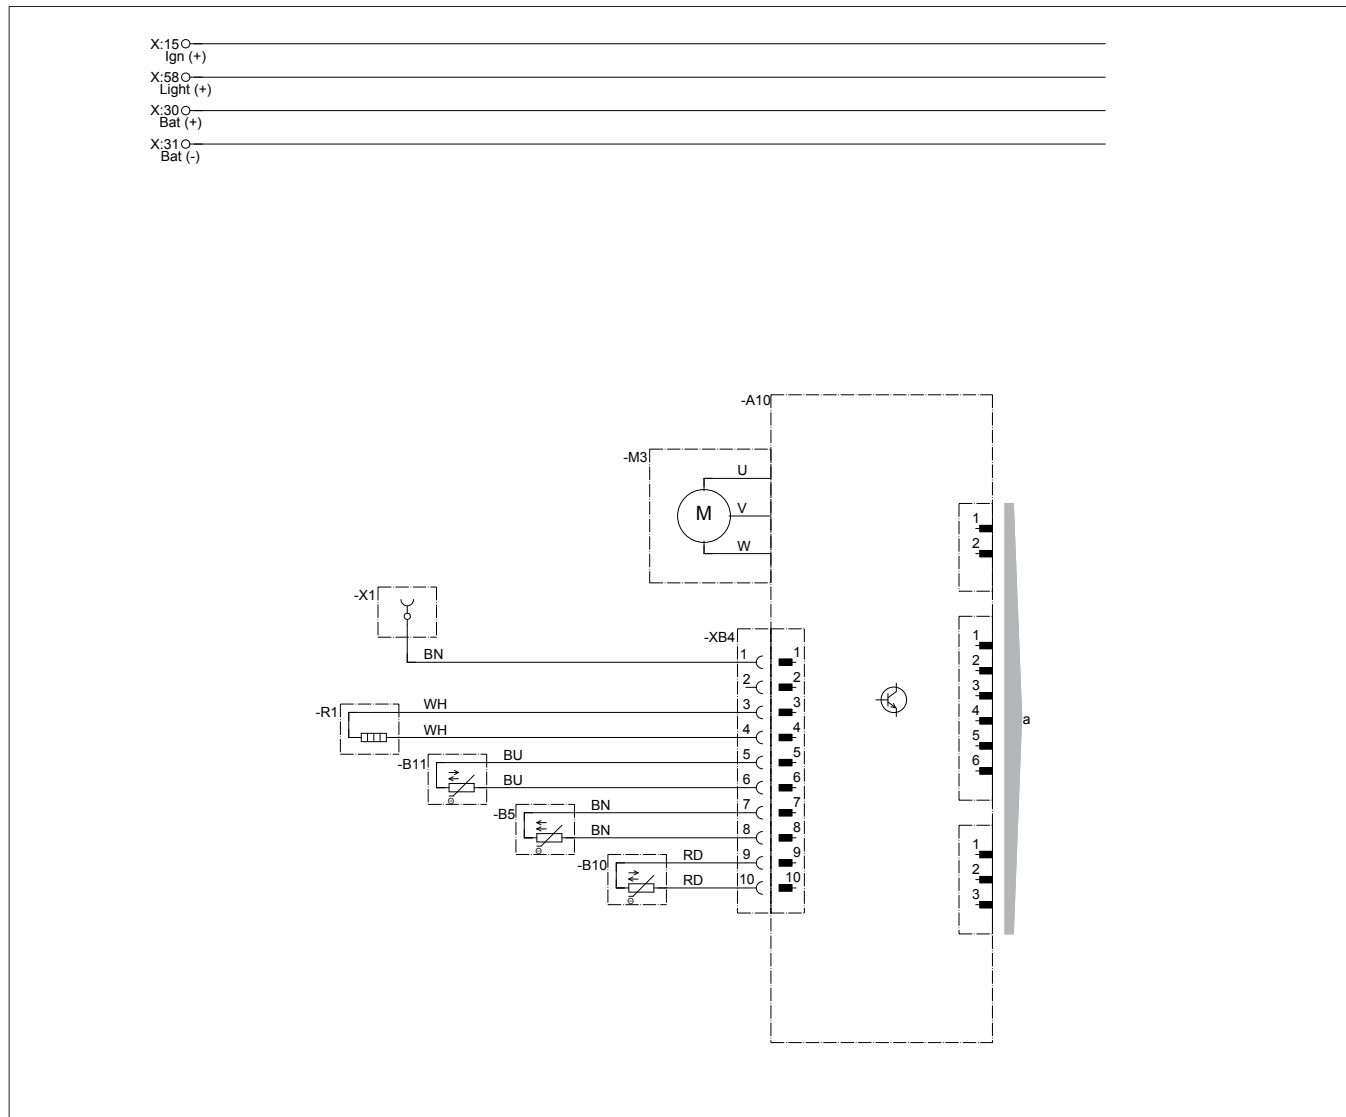 X:15
Ign (+)
X:58
Light (+)
X:30
Bat (+)
X:31
Bat (-)
-A10
-M3
U
M
V
W
1
2
-X1
-XB4
BN
1
1
2
2
-R1
WH
3
3
WH
4
4
-B11
BU
5
5
BU
6
6
-B5
BN
7
7
BN
8
8
-B10
RD
9
9
RD
10
10
1
2
3
4
5
6
a
1
2
3